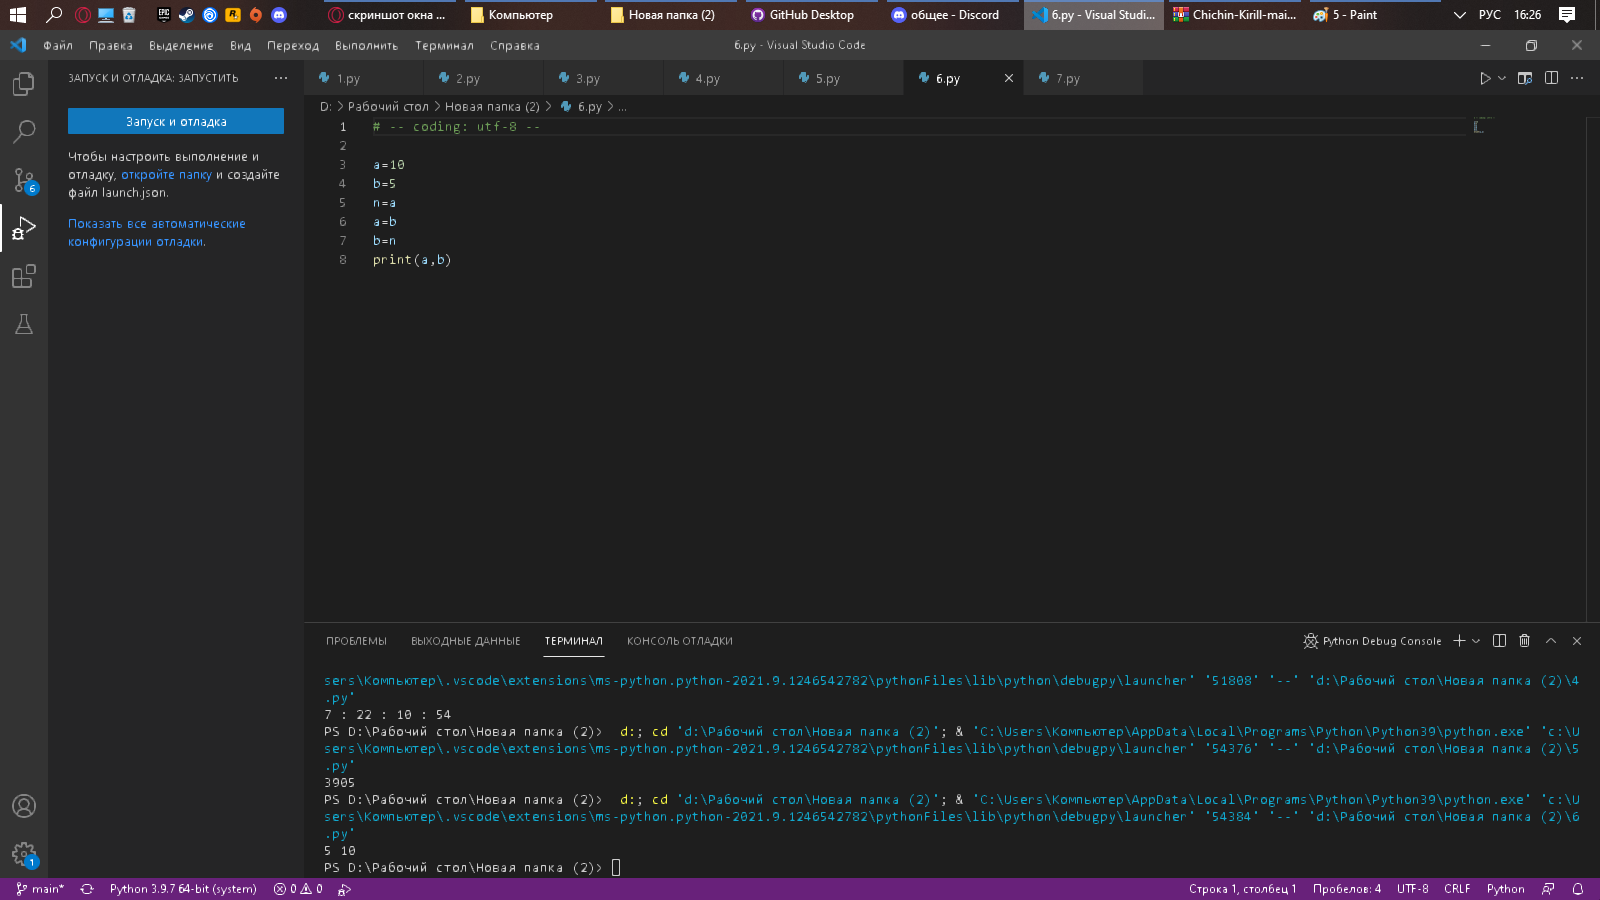 скриншот окна ... Компьютер Новая папка (2) GitHub Desktop общее - Discord 6.py - Visual Studi... Chichin-Kirill-mai... 5 - Paint РУС 16:26
Файл Правка Выделение Вид Переход Выполнить Терминал Справка 6.py - Visual Studio Code
ЗАПУСК И ОТЛАДКА: ЗАПУСТИТЬ ...
1.py 2.py 3.py 4.py 5.py 6.py 7.py
D: > Рабочий стол > Новая папка (2) > 6.py > ...
Запуск и отладка
Чтобы настроить выполнение и
отладку, откройте папку и создайте
файл launch.json.
Показать все автоматические
конфигурации отладки.
6
1
1 # -- coding: utf-8 --
2
3 a=10
4 b=5
5 n=a
6 a=b
7 b=n
8 print(a,b)
ПРОБЛЕМЫ ВЫХОДНЫЕ ДАННЫЕ ТЕРМИНАЛ КОНСОЛЬ ОТЛАДКИ Python Debug Console
sers\Компьютер\.vscode\extensions\ms-python.python-2021.9.1246542782\pythonFiles\lib\python\debugpy\launcher' '51808' '--' 'd:\Рабочий стол\Новая папка (2)\4
.py'
7 : 22 : 10 : 54
PS D:\Рабочий стол\Новая папка (2)> d:; cd 'd:\Рабочий стол\Новая папка (2)'; & 'C:\Users\Компьютер\AppData\Local\Programs\Python\Python39\python.exe' 'c:\U
sers\Компьютер\.vscode\extensions\ms-python.python-2021.9.1246542782\pythonFiles\lib\python\debugpy\launcher' '54376' '--' 'd:\Рабочий стол\Новая папка (2)\5
.py'
3905
PS D:\Рабочий стол\Новая папка (2)> d:; cd 'd:\Рабочий стол\Новая папка (2)'; & 'C:\Users\Компьютер\AppData\Local\Programs\Python\Python39\python.exe' 'c:\U
sers\Компьютер\.vscode\extensions\ms-python.python-2021.9.1246542782\pythonFiles\lib\python\debugpy\launcher' '54384' '--' 'd:\Рабочий стол\Новая папка (2)\6
.py'
5 10
PS D:\Рабочий стол\Новая папка (2)>
main* Python 3.9.7 64-bit (system) 0 0 Строка 1, столбец 1 Пробелов: 4 UTF-8 CRLF Python